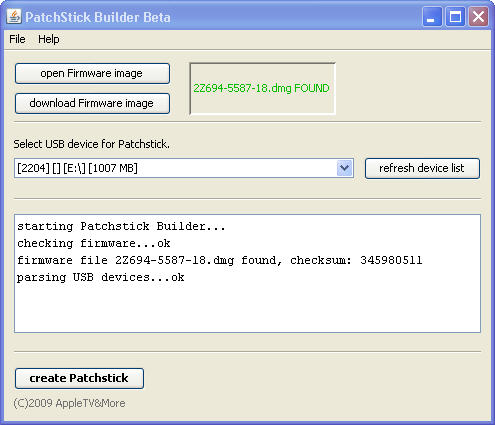 PatchStick Builder Beta
File Help
open Firmware image
download Firmware image
2Z694-5587-18.dmg FOUND
Select USB device for Patchstick.
[2204] [] [E:\] [1007 MB]
refresh device list
starting Patchstick Builder...
checking firmware...ok
firmware file 2Z694-5587-18.dmg found, checksum: 345980511
parsing USB devices...ok
create Patchstick
(C)2009 AppleTV&More